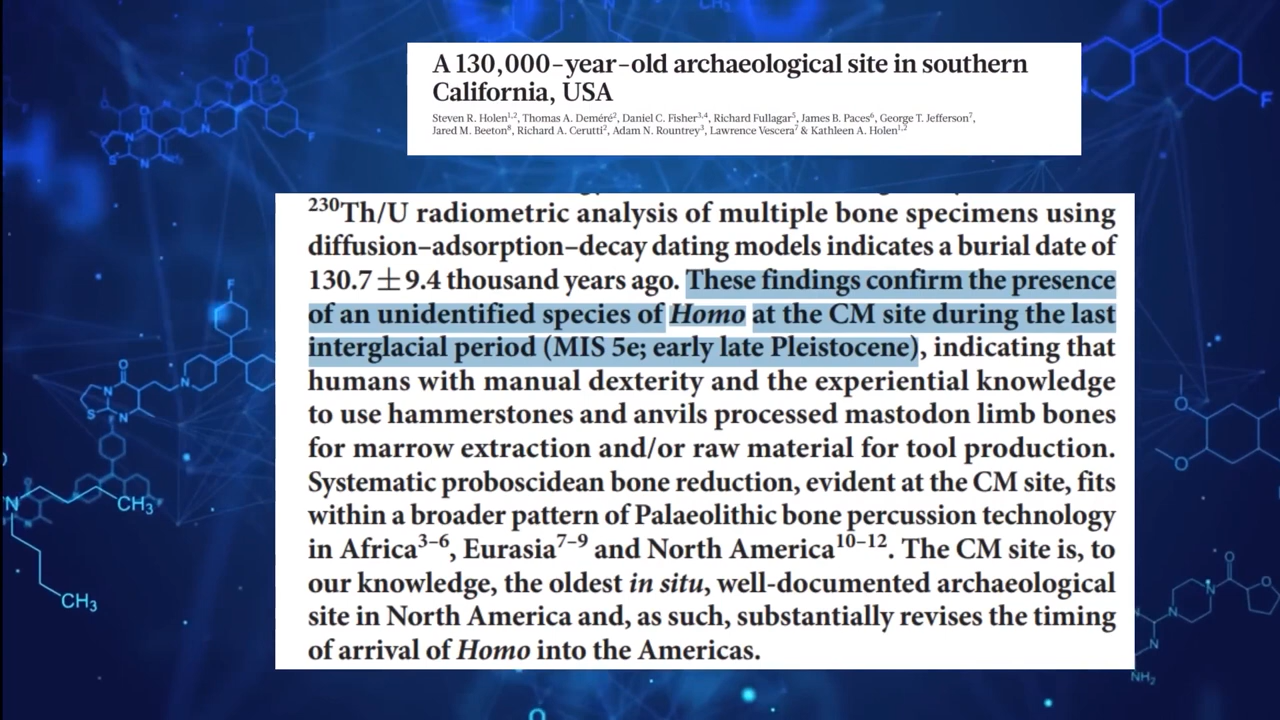 A 130,000-year-old archaeological site in southern
California, USA
Steven R. Holen1,2, Thomas A. Deméré2, Daniel C. Fisher3,4, Richard Fullagar5, James B. Paces6, George T. Jefferson7,
Jared M. Beeton8, Richard A. Cerutti2, Adam N. Rountrey3, Lawrence Vescera7 & Kathleen A. Holen1,2
230Th/U radiometric analysis of multiple bone specimens using
diffusion–adsorption–decay dating models indicates a burial date of
130.7 ± 9.4 thousand years ago. These findings confirm the presence
of an unidentified species of Homo at the CM site during the last
interglacial period (MIS 5e; early late Pleistocene), indicating that
humans with manual dexterity and the experiential knowledge
to use hammerstones and anvils processed mastodon limb bones
for marrow extraction and/or raw material for tool production.
Systematic proboscidean bone reduction, evident at the CM site, fits
within a broader pattern of Palaeolithic bone percussion technology
in Africa3–6, Eurasia7–9 and North America10–12. The CM site is, to
our knowledge, the oldest in situ, well-documented archaeological
site in North America and, as such, substantially revises the timing
of arrival of Homo into the Americas.
CH3
CH3
NH2